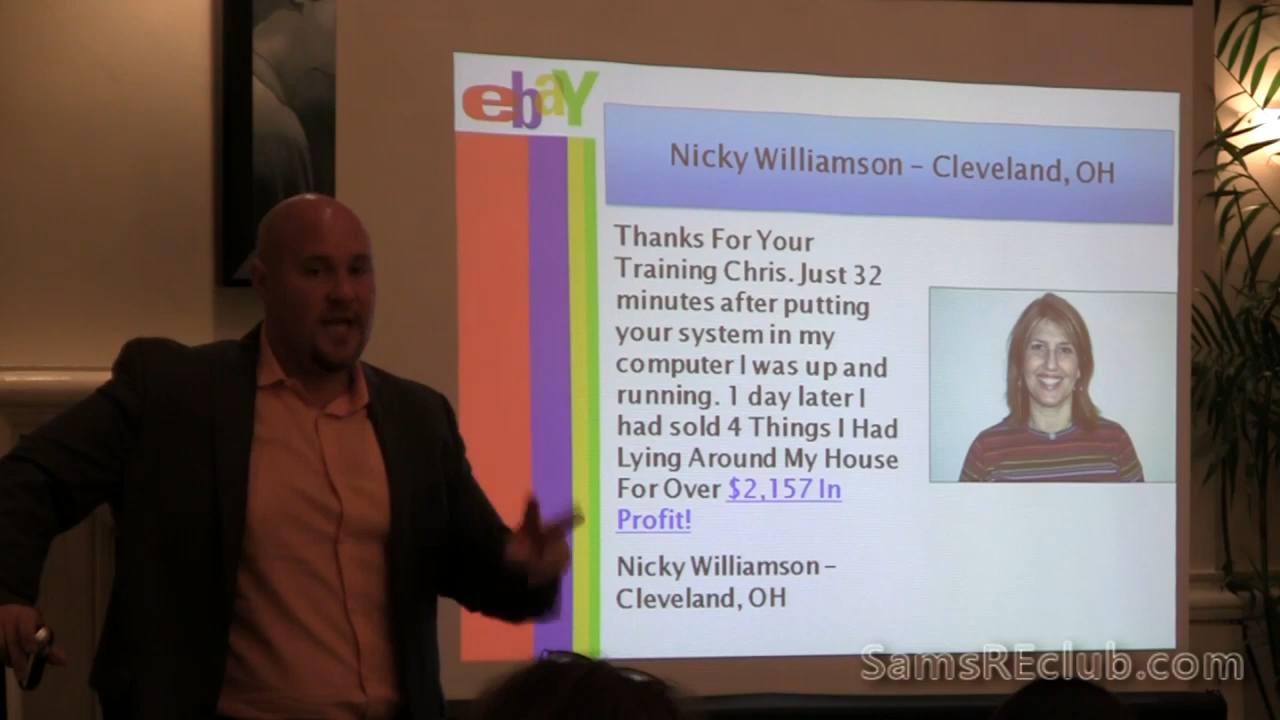 ebaY
Nicky Williamson – Cleveland, OH
Thanks For Your
Training Chris. Just 32
minutes after putting
your system in my
computer I was up and
running. 1 day later I
had sold 4 Things I Had
Lying Around My House
For Over $2,157 In
Profit!
Nicky Williamson –
Cleveland, OH
SamsREclub.com